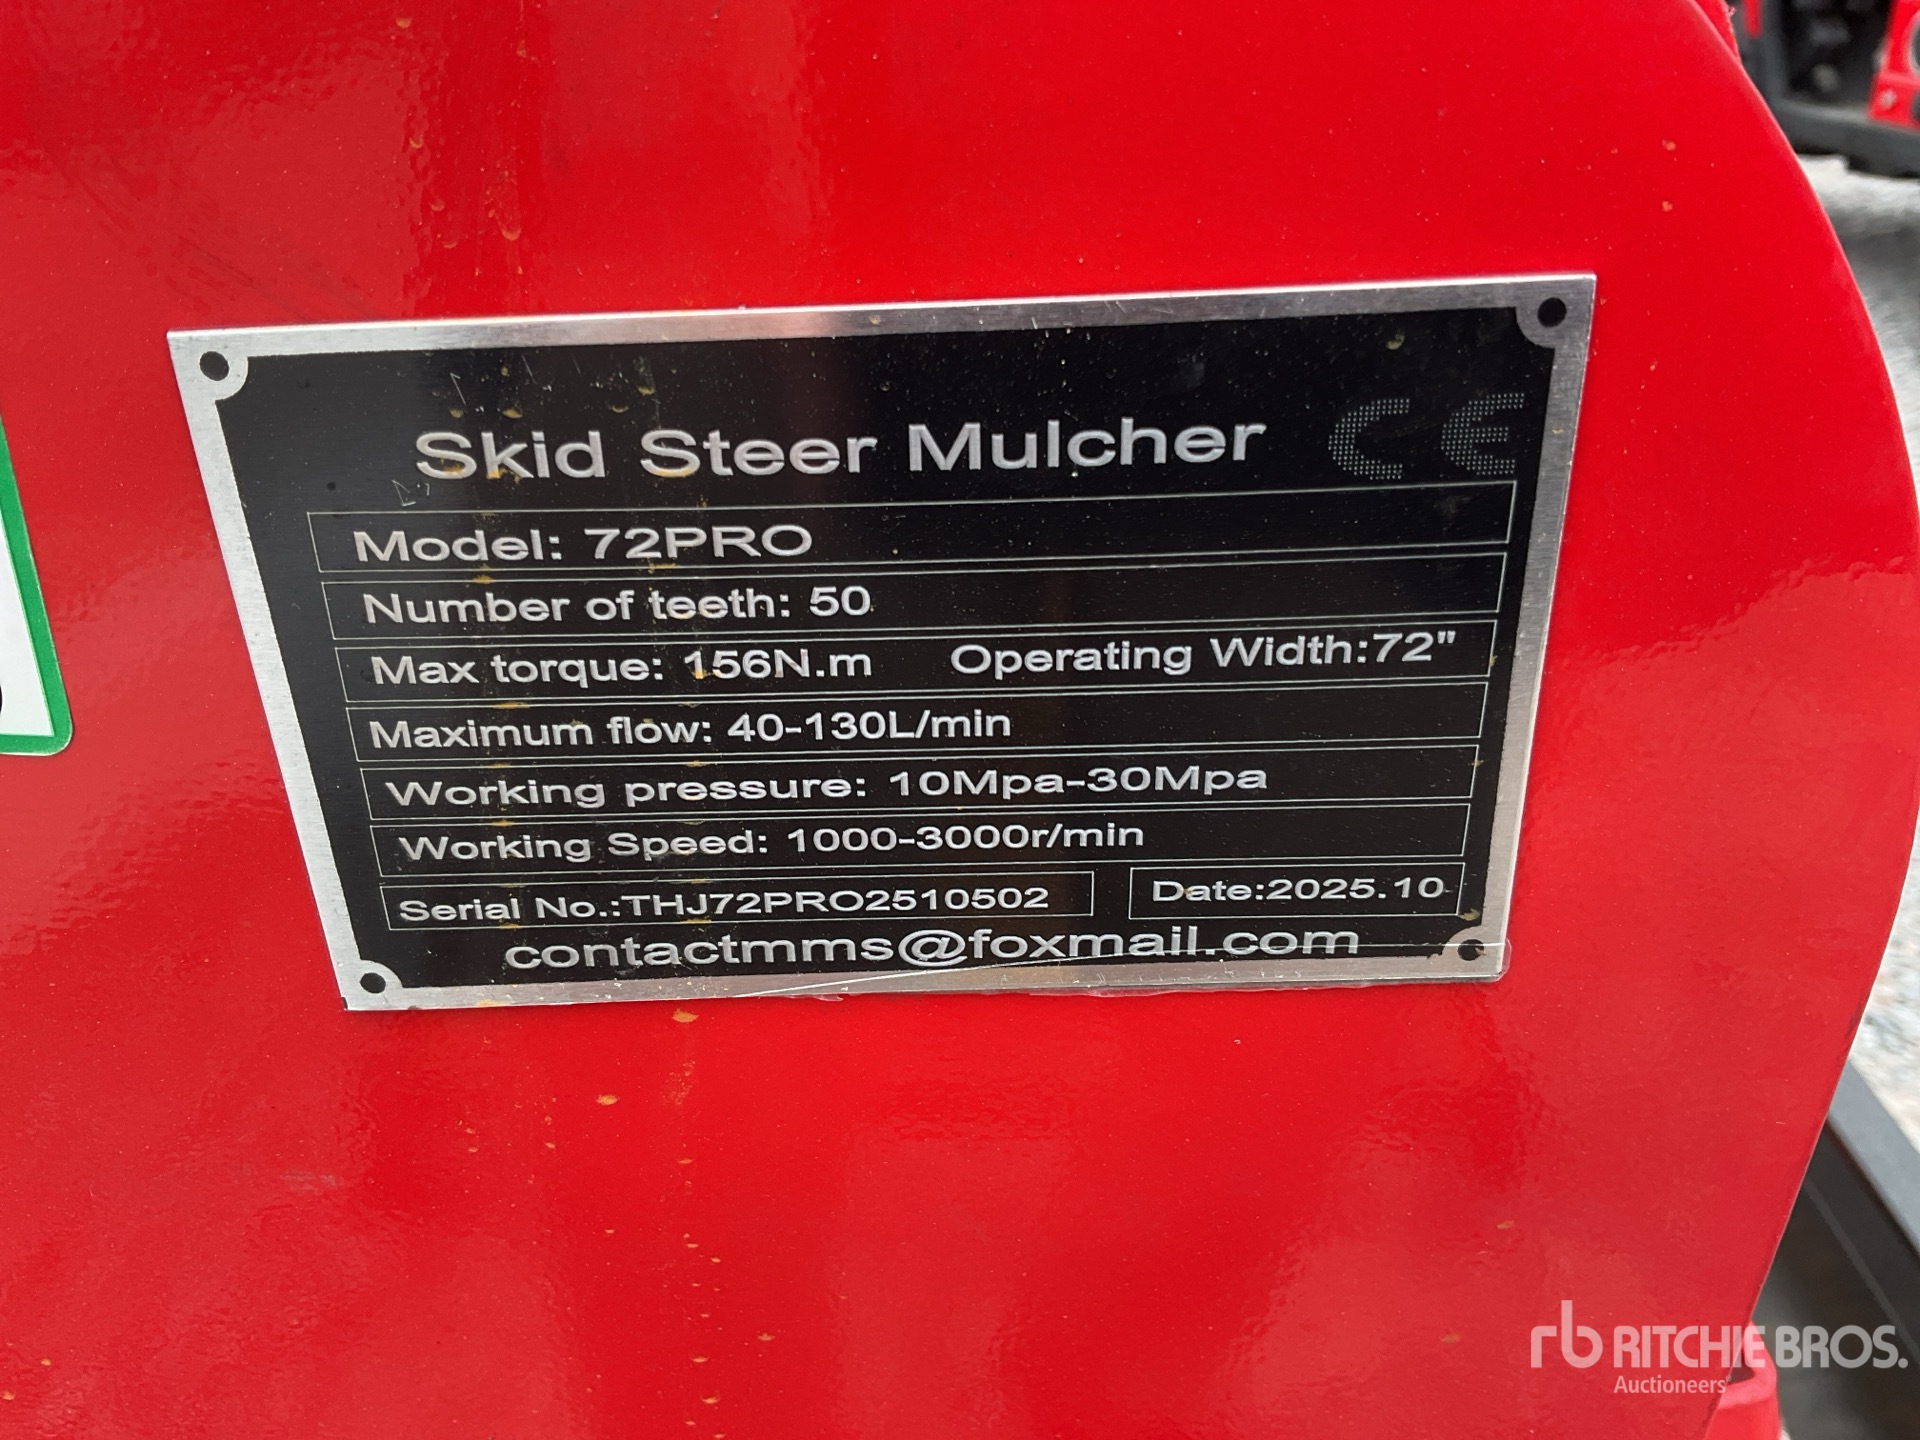 Skid Steer Mulcher CE
Model: 72PRO
Number of teeth: 50
Max torque: 156N.m Operating Width:72"
Maximum flow: 40-130L/min
Working pressure: 10Mpa-30Mpa
Working Speed: 1000-3000r/min
Serial No.:THJ72PRO2510502 Date:2025.10
contactmms@foxmail.com
rb RITCHIE BROS.
Auctioneers